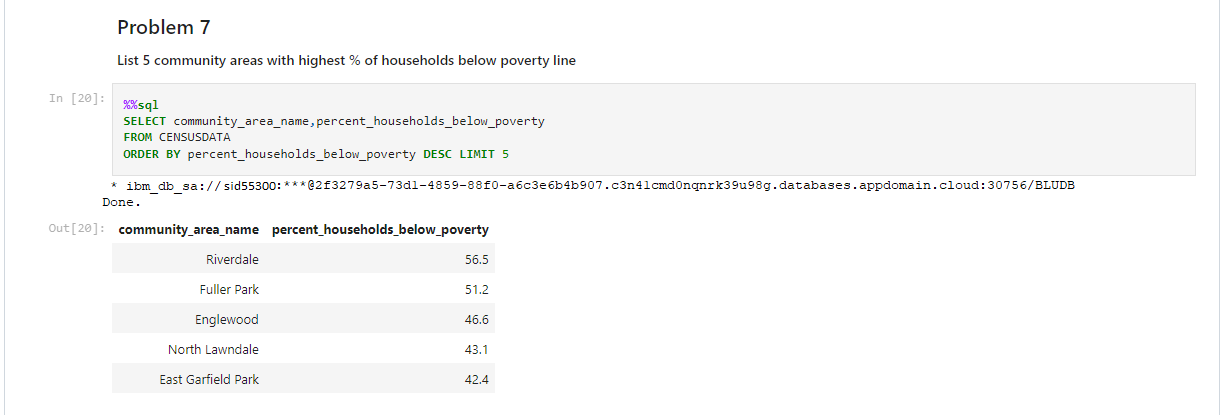 Problem 7
List 5 community areas with highest % of households below poverty line
In [20]:
%%sql
SELECT community_area_name,percent_households_below_poverty
FROM CENSUSDATA
ORDER BY percent_households_below_poverty DESC LIMIT 5
* ibm_db_sa://sid55300:***@2f3279a5-73d1-4859-88f0-a6c3e6b4b907.c3n41cmd0nqnrk39u98g.databases.appdomain.cloud:30756/BLUDB
Done.
Out[20]: community_area_name percent_households_below_poverty
Riverdale 56.5
Fuller Park 51.2
Englewood 46.6
North Lawndale 43.1
East Garfield Park 42.4